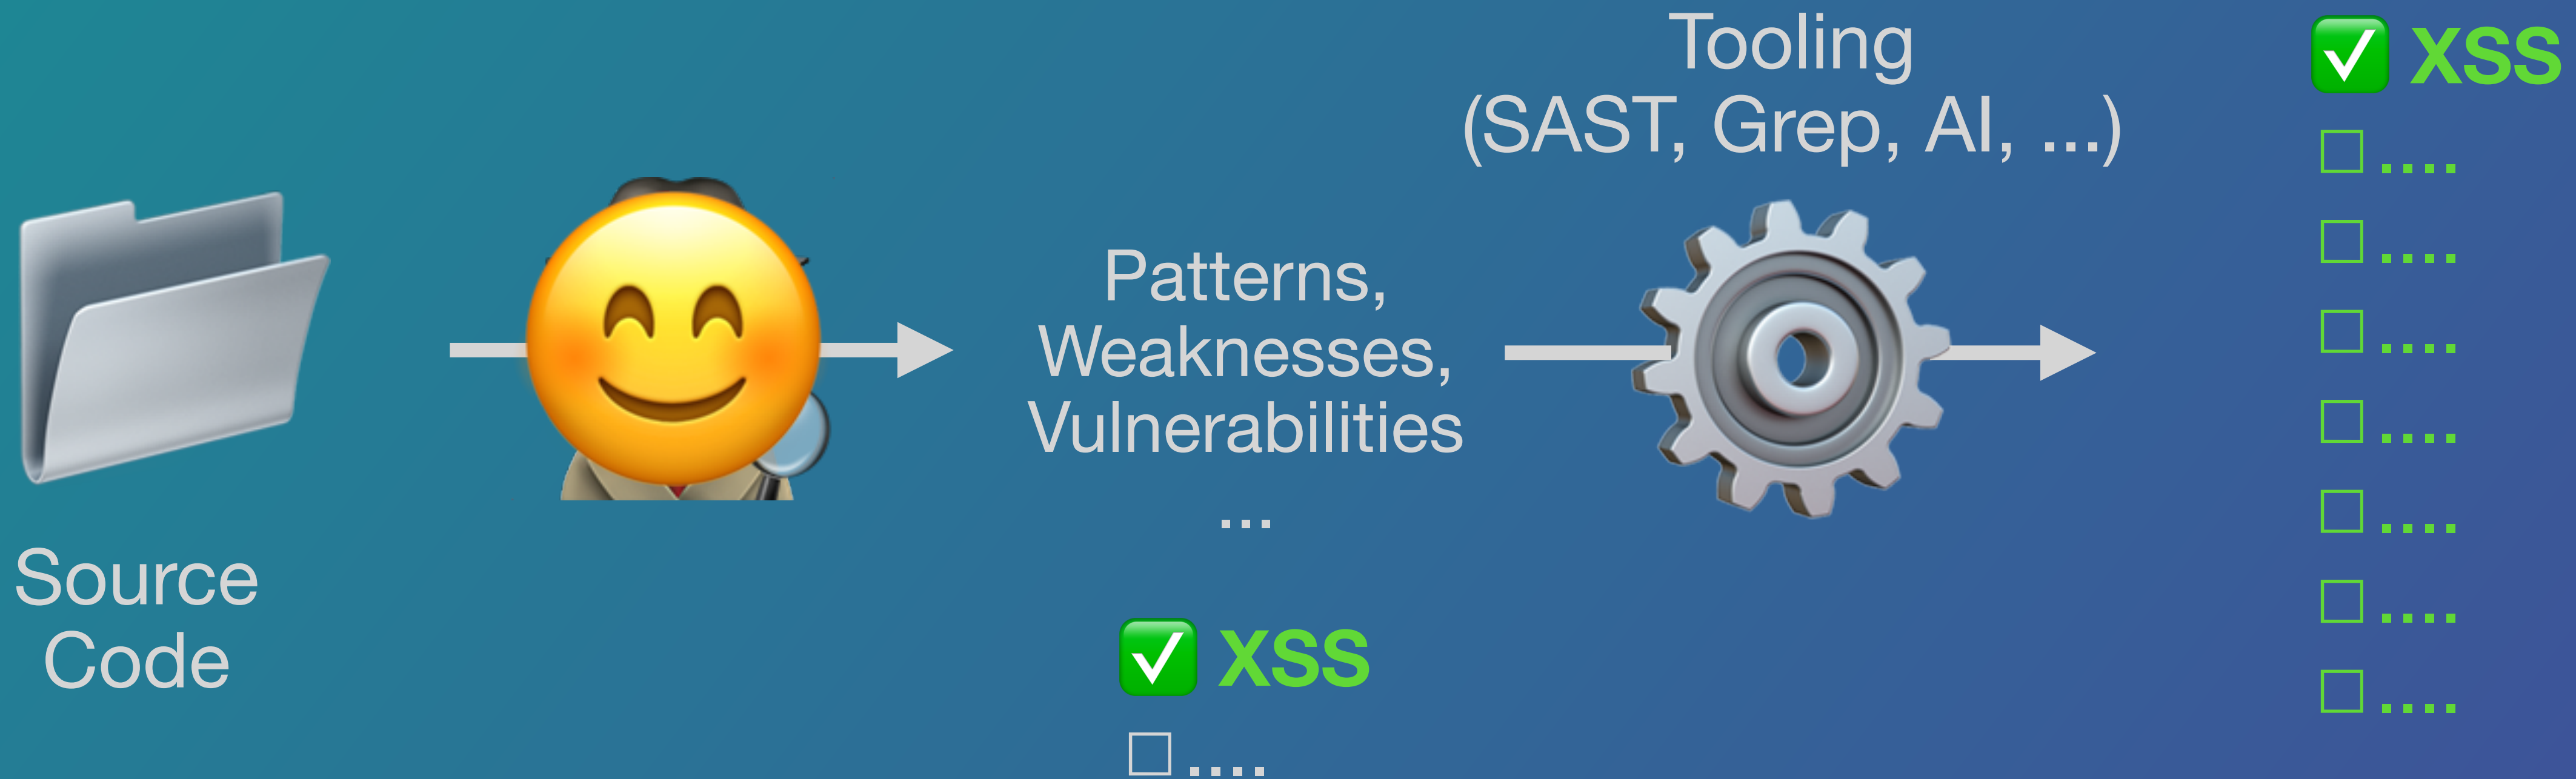 Source
Code
Patterns,
Weaknesses,
Vulnerabilities
...
✅ XSS
☐ ....
Tooling
(SAST, Grep, AI, ...)
✅ XSS
☐ ....
☐ ....
☐ ....
☐ ....
☐ ....
☐ ....
☐ ....